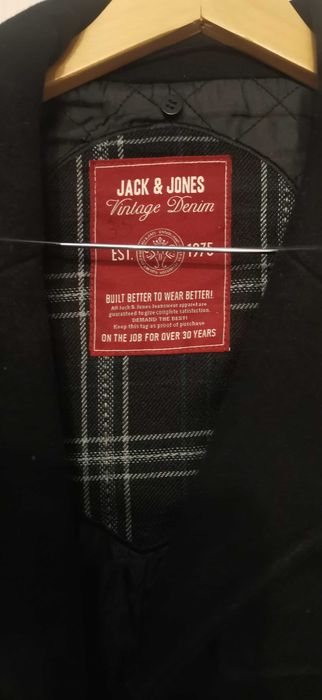 JACK & JONES
Vintage Denim
EST. 1975
BUILT BETTER TO WEAR BETTER!
All Jack & Jones Jeanswear apparel are
guaranteed to give complete satisfaction.
DEMAND THE BEST!
Keep this tag as proof of purchase
ON THE JOB FOR OVER 30 YEARS